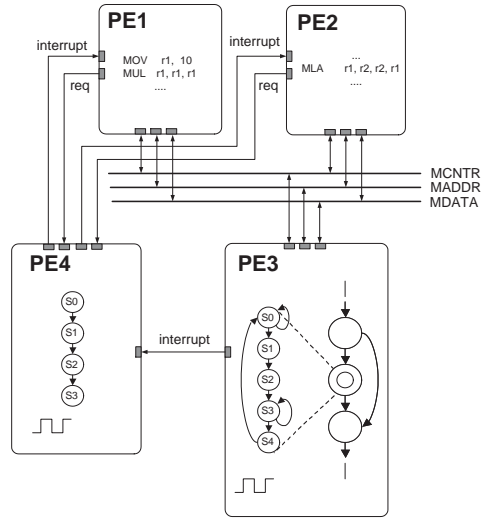 PE1
PE2
interrupt
req
MOV r1, 10
MUL r1, r1, r1
....
interrupt
req
...
MLA r1, r2, r2, r1
....
MCNTR
MADDR
MDATA
PE4
S0
S1
S2
S3
interrupt
PE3
S0
S1
S2
S3
S4